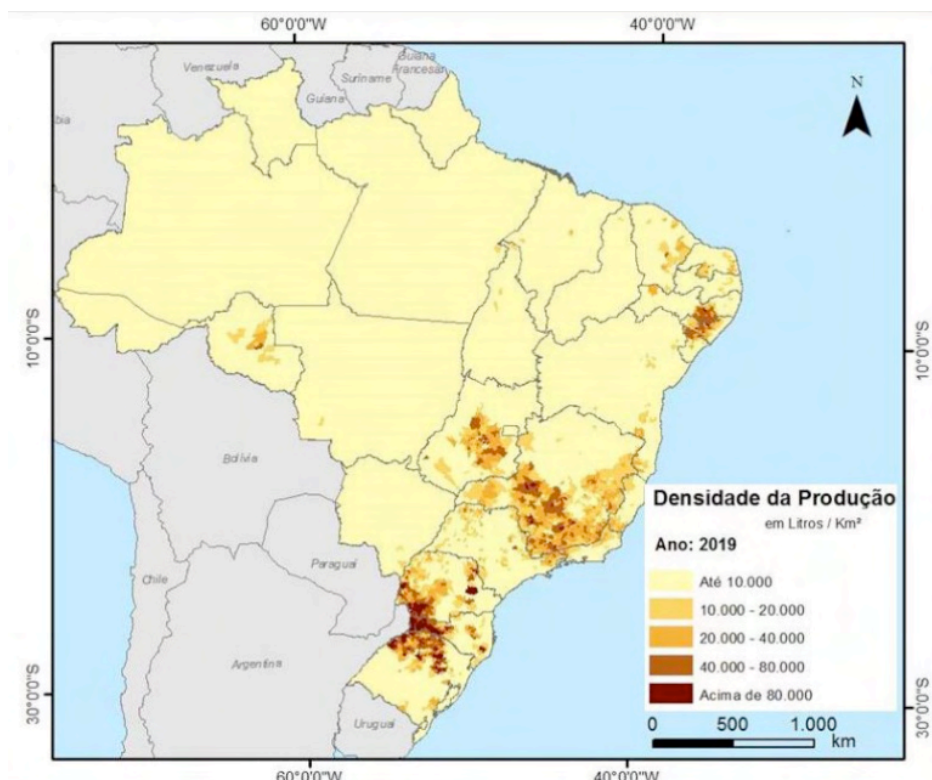 60°0'0"W 40°0'0"W
Venezuela
Guiana
Suriname
Guiana
Francesas
bia
N
10°0'0"S
10°0'0"S
Bolívia
Paraguai
Chile
Argentina
Uruguai
30°0'0"S
30°0'0"S
Densidade da Produção
em Litros / Km²
Ano: 2019
Até 10.000
10.000 - 20.000
20.000 - 40.000
40.000 - 80.000
Acima de 80.000
0 500 1.000
km
60°0'0"W 40°0'0"W